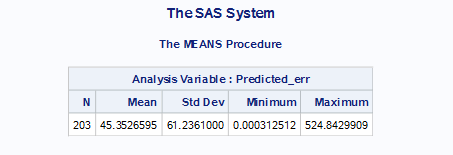 The SAS System
The MEANS Procedure
Analysis Variable : Predicted_err
N Mean Std Dev Minimum Maximum
203 45.3526595 61.2361000 0.000312512 524.8429909